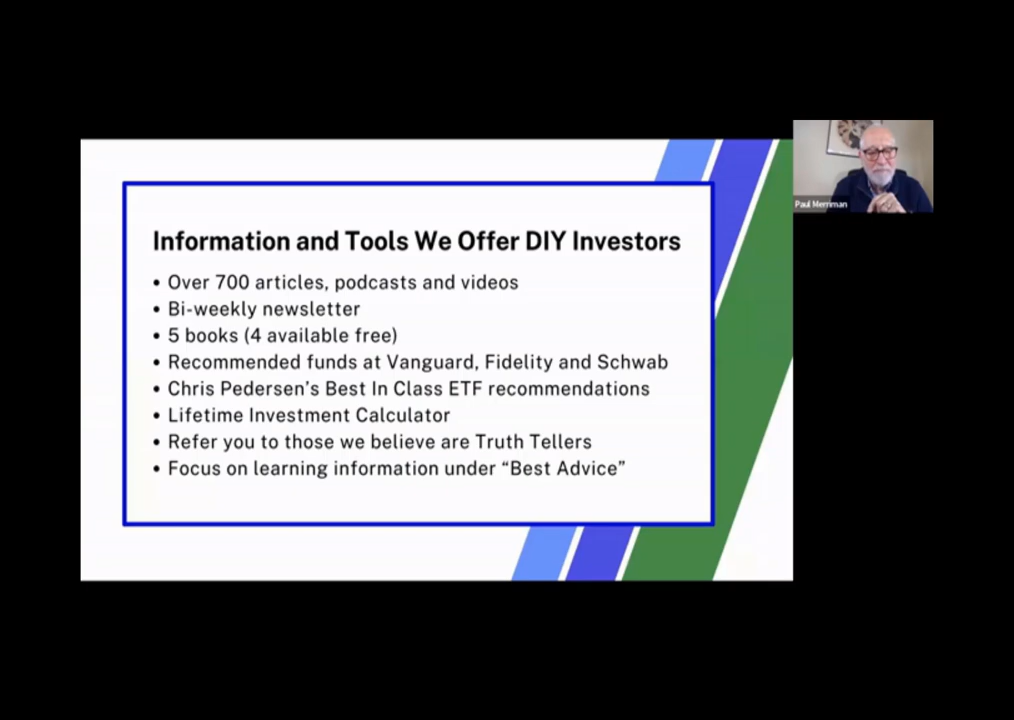 Information and Tools We Offer DIY Investors
• Over 700 articles, podcasts and videos
• Bi-weekly newsletter
• 5 books (4 available free)
• Recommended funds at Vanguard, Fidelity and Schwab
• Chris Pedersen’s Best In Class ETF recommendations
• Lifetime Investment Calculator
• Refer you to those we believe are Truth Tellers
• Focus on learning information under “Best Advice”
Paul Merriman